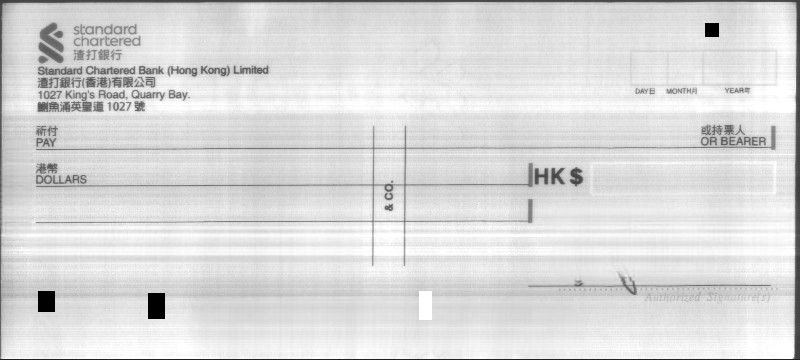 standard
chartered
渣打銀行
Standard Chartered Bank (Hong Kong) Limited
渣打銀行(香港)有限公司
1027 King's Road, Quarry Bay.
鰂魚涌英皇道 1027 號
DAY日 MONTH月 YEAR年
祈付
PAY
或持票人
OR BEARER
港幣
DOLLARS
HK $
& CO.
Authorized Signature(s)